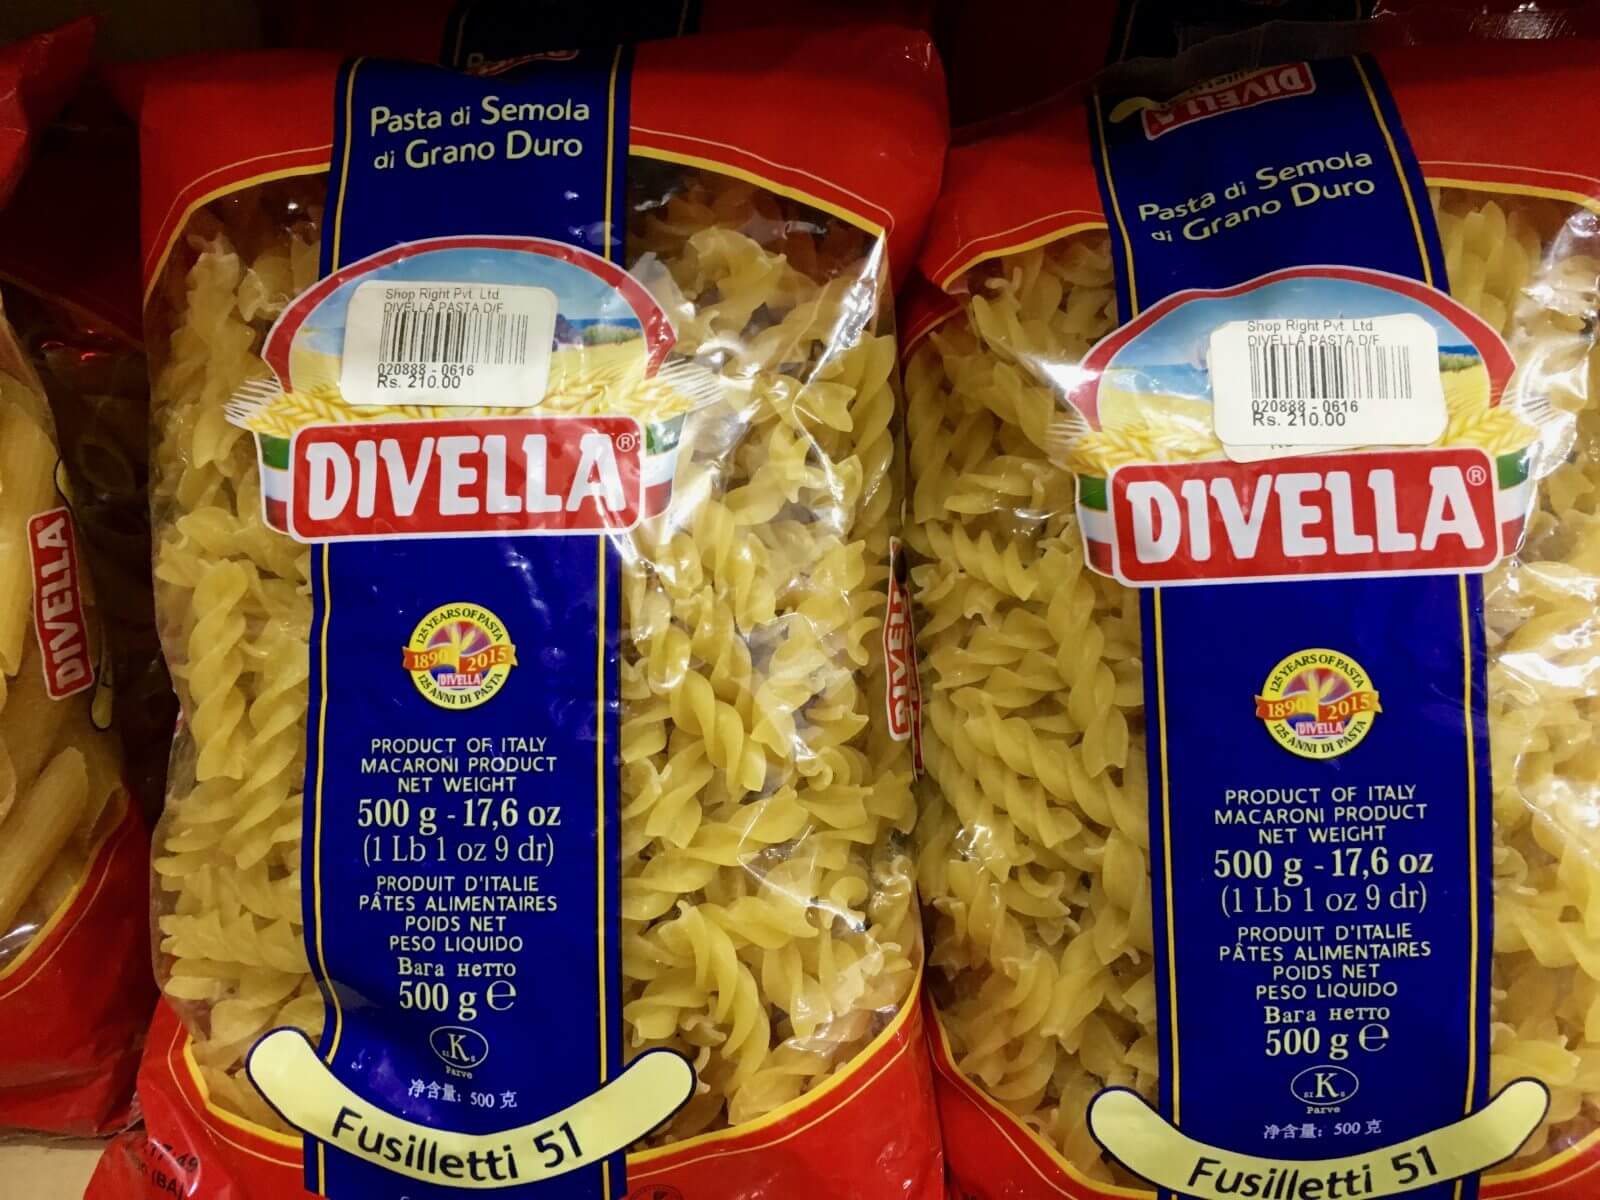 Pasta di Semola
di Grano Duro
Shop Right Pvt. Ltd
DIVELLA PASTA D/F
020888 - 0616
Rs. 210.00
DIVELLA®
125 YEARS OF PASTA
1890 2015
DIVELLA
125 ANNI DI PASTA
PRODUCT OF ITALY
MACARONI PRODUCT
NET WEIGHT
500 g - 17,6 oz
(1 Lb 1 oz 9 dr)
PRODUIT D'ITALIE
PÂTES ALIMENTAIRES
POIDS NET
PESO LIQUIDO
Вага нетто
500 g ℮
K
Parve
净含量: 500 克
Fusilletti 51
DIVELLA
DIVELLA
DIVELLA
Pasta di Semola
di Grano Duro
Shop Right Pvt. Ltd
DIVELLA PASTA D/F
020888 - 0616
Rs. 210.00
DIVELLA®
125 YEARS OF PASTA
1890 2015
DIVELLA
125 ANNI DI PASTA
PRODUCT OF ITALY
MACARONI PRODUCT
NET WEIGHT
500 g - 17,6 oz
(1 Lb 1 oz 9 dr)
PRODUIT D'ITALIE
PÂTES ALIMENTAIRES
POIDS NET
PESO LIQUIDO
Вага нетто
500 g ℮
K
Parve
净含量: 500 克
Fusilletti 51